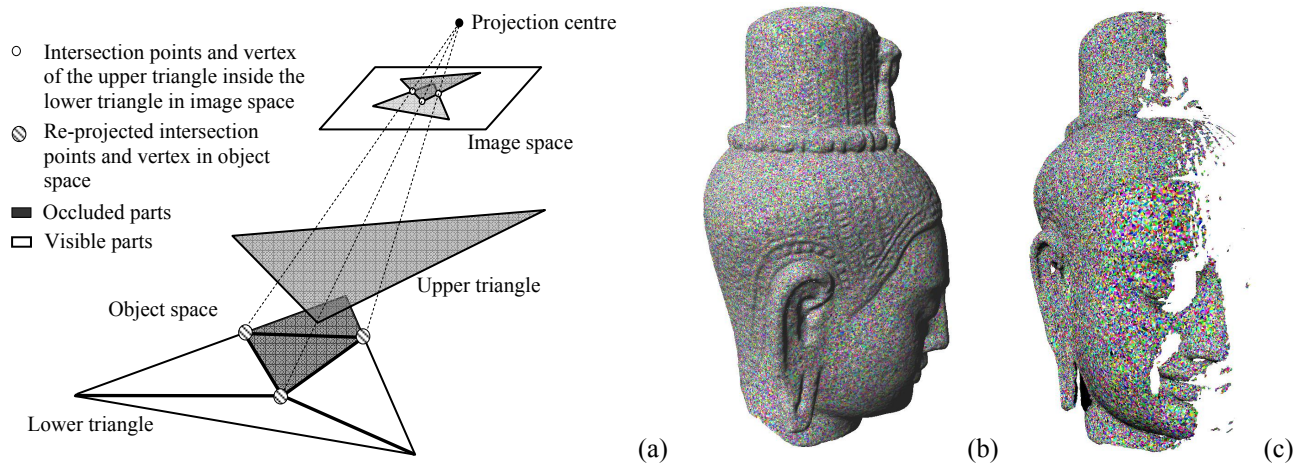 Projection centre
Intersection points and vertex
of the upper triangle inside the
lower triangle in image space
Re-projected intersection
points and vertex in object
space
Occluded parts
Visible parts
Image space
Upper triangle
Object space
Lower triangle
(a)
(b)
(c)